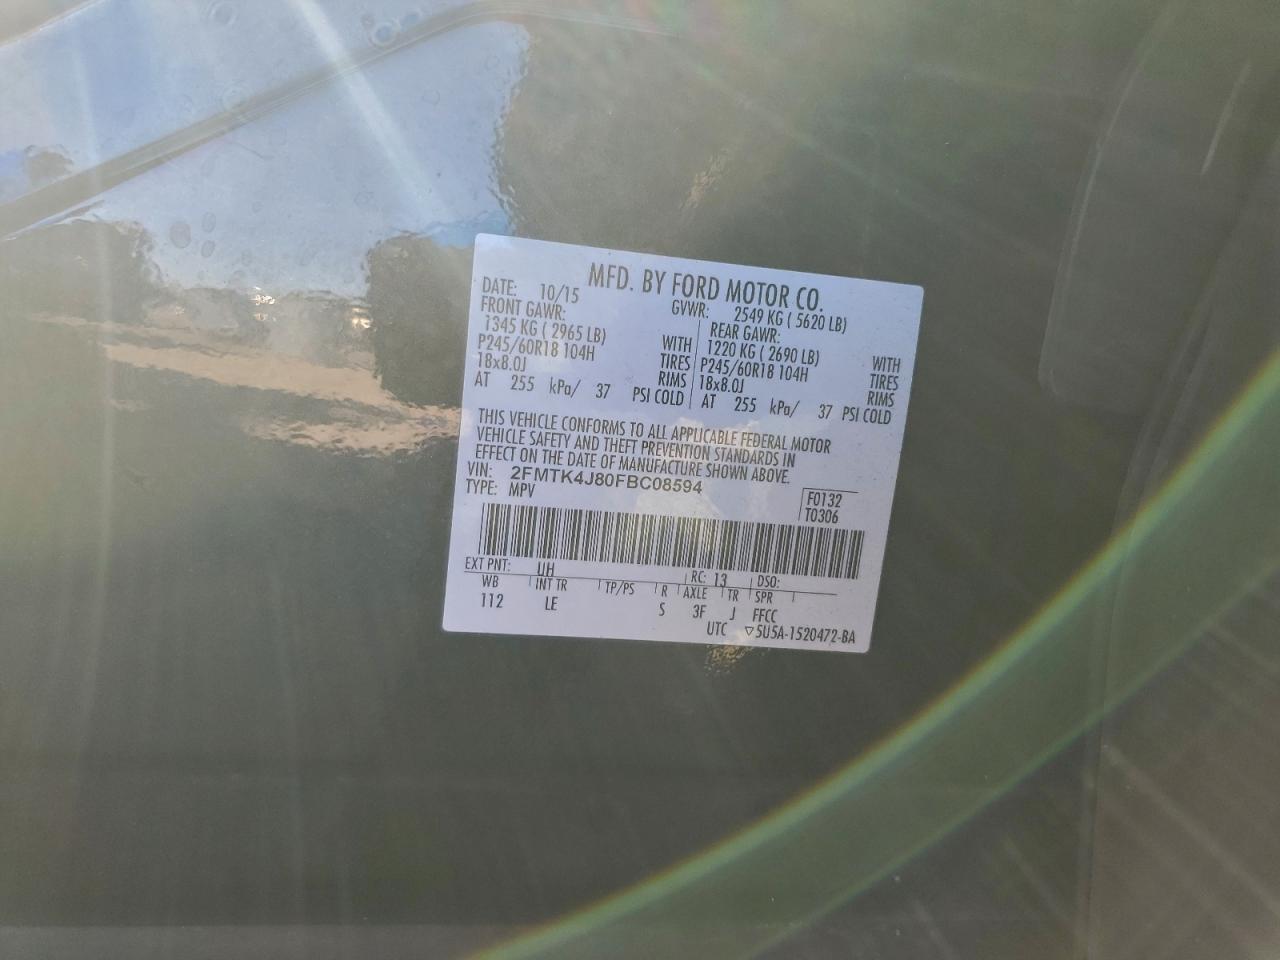 MFD. BY FORD MOTOR CO.
DATE: 10/15 GVWR: 2549 KG ( 5620 LB)
FRONT GAWR: REAR GAWR:
1345 KG ( 2965 LB) WITH 1220 KG ( 2690 LB) WITH
P245/60R18 104H TIRES P245/60R18 104H TIRES
18x8.0J RIMS 18x8.0J RIMS
AT 255 kPa/ 37 PSI COLD AT 255 kPa/ 37 PSI COLD
THIS VEHICLE CONFORMS TO ALL APPLICABLE FEDERAL MOTOR
VEHICLE SAFETY AND THEFT PREVENTION STANDARDS IN
EFFECT ON THE DATE OF MANUFACTURE SHOWN ABOVE.
VIN: 2FMTK4J80FBC08594
TYPE: MPV
F0132
T0306
EXT PNT: UH RC: 13 DSO:
WB INT TR TP/PS R AXLE TR SPR
112 LE S 3F J FFCC
UTC ▽5U5A-1520472-BA